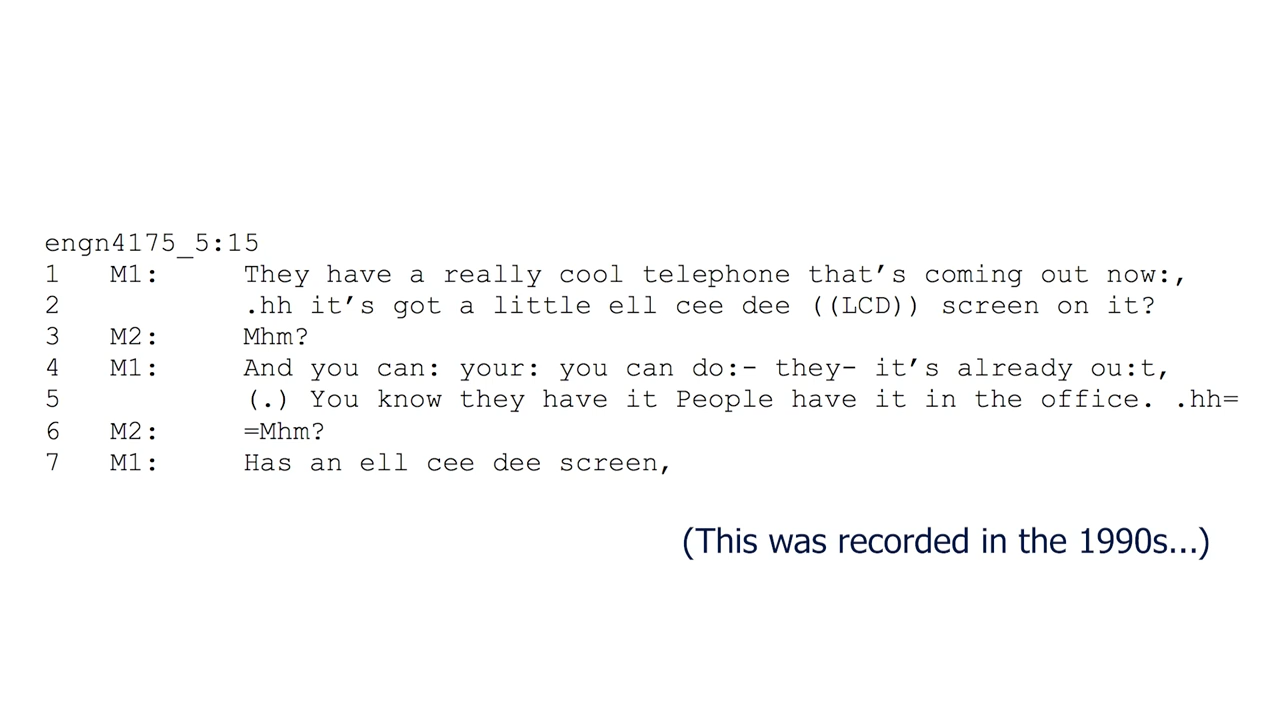 engn4175_5:15
1 M1: They have a really cool telephone that’s coming out now:,
2 .hh it’s got a little ell cee dee ((LCD)) screen on it?
3 M2: Mhm?
4 M1: And you can: your: you can do:- they- it’s already ou:t,
5 (.) You know they have it People have it in the office. .hh=
6 M2: =Mhm?
7 M1: Has an ell cee dee screen,
(This was recorded in the 1990s...)